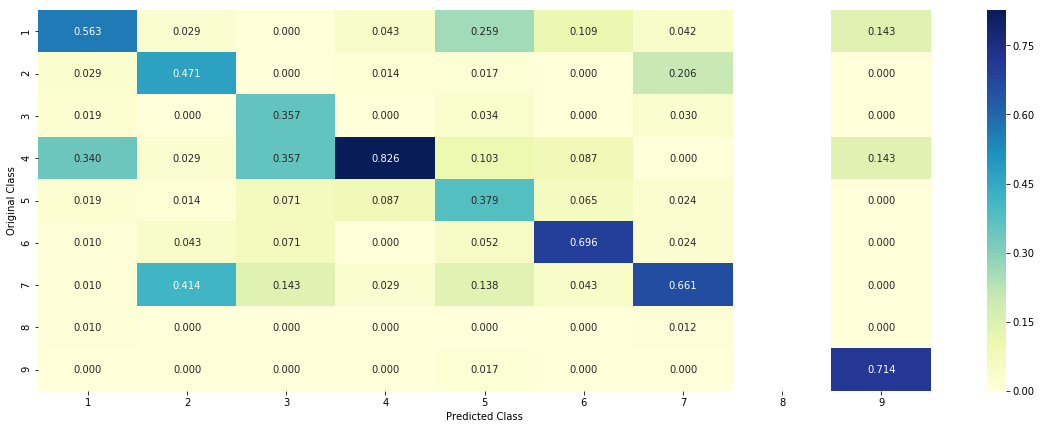 1 0.563 0.029 0.000 0.043 0.259 0.109 0.042 0.143
2 0.029 0.471 0.000 0.014 0.017 0.000 0.206 0.000
3 0.019 0.000 0.357 0.000 0.034 0.000 0.030 0.000
4 0.340 0.029 0.357 0.826 0.103 0.087 0.000 0.143
5 0.019 0.014 0.071 0.087 0.379 0.065 0.024 0.000
6 0.010 0.043 0.071 0.000 0.052 0.696 0.024 0.000
7 0.010 0.414 0.143 0.029 0.138 0.043 0.661 0.000
8 0.010 0.000 0.000 0.000 0.000 0.000 0.012 0.000
9 0.000 0.000 0.000 0.000 0.017 0.000 0.000 0.714
1 2 3 4 5 6 7 8 9
Predicted Class
Original Class
0.75
0.60
0.45
0.30
0.15
0.00